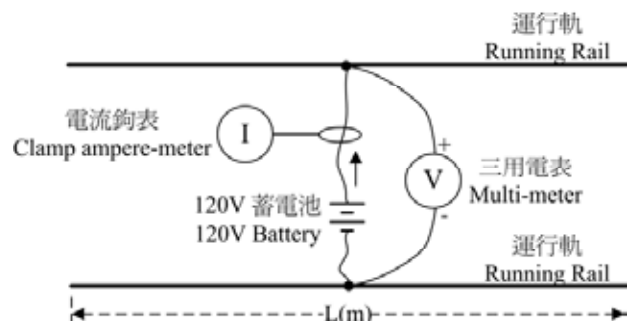 運行軌
Running Rail
電流鉤表
Clamp ampere-meter
I
+
V
-
三用電表
Multi-meter
120V 蓄電池
120V Battery
運行軌
Running Rail
L(m)